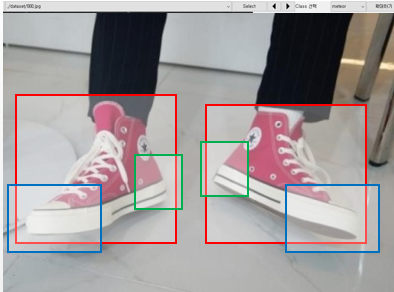 ../dataset/000.jpg Select Class 선택 meteor